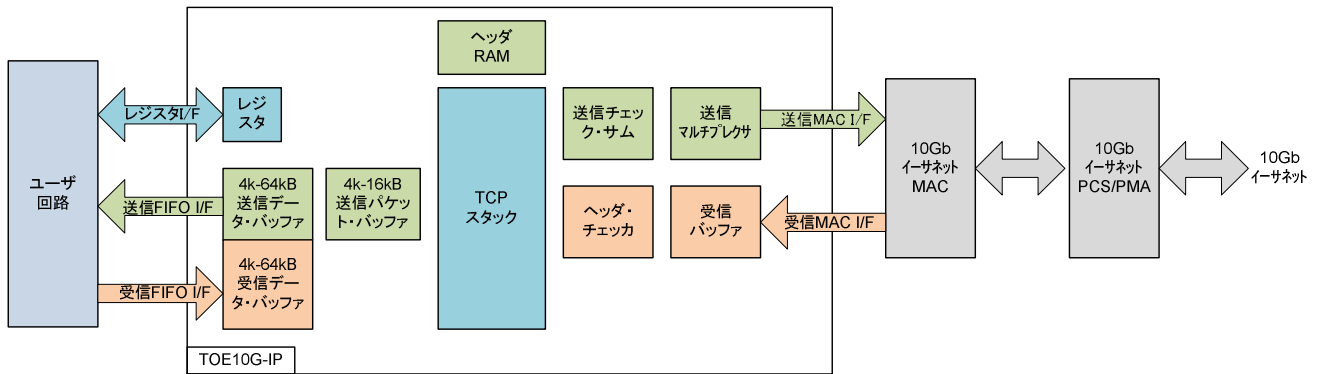 ヘッダ
RAM
ユーザ
回路
レジスタI/F
レジ
スタ
送信FIFO I/F
4k-64kB
送信デー
タ・バッファ
4k-16kB
送信パケッ
ト・バッファ
受信FIFO I/F
4k-64kB
受信デー
タ・バッファ
TCP
スタック
送信チェッ
ク・サム
送信
マルチプレクサ
送信MAC I/F
ヘッダ・
チェッカ
受信
バッファ
受信MAC I/F
10Gb
イーサネット
MAC
10Gb
イーサネット
PCS/PMA
10Gb
イーサネット
TOE10G-IP